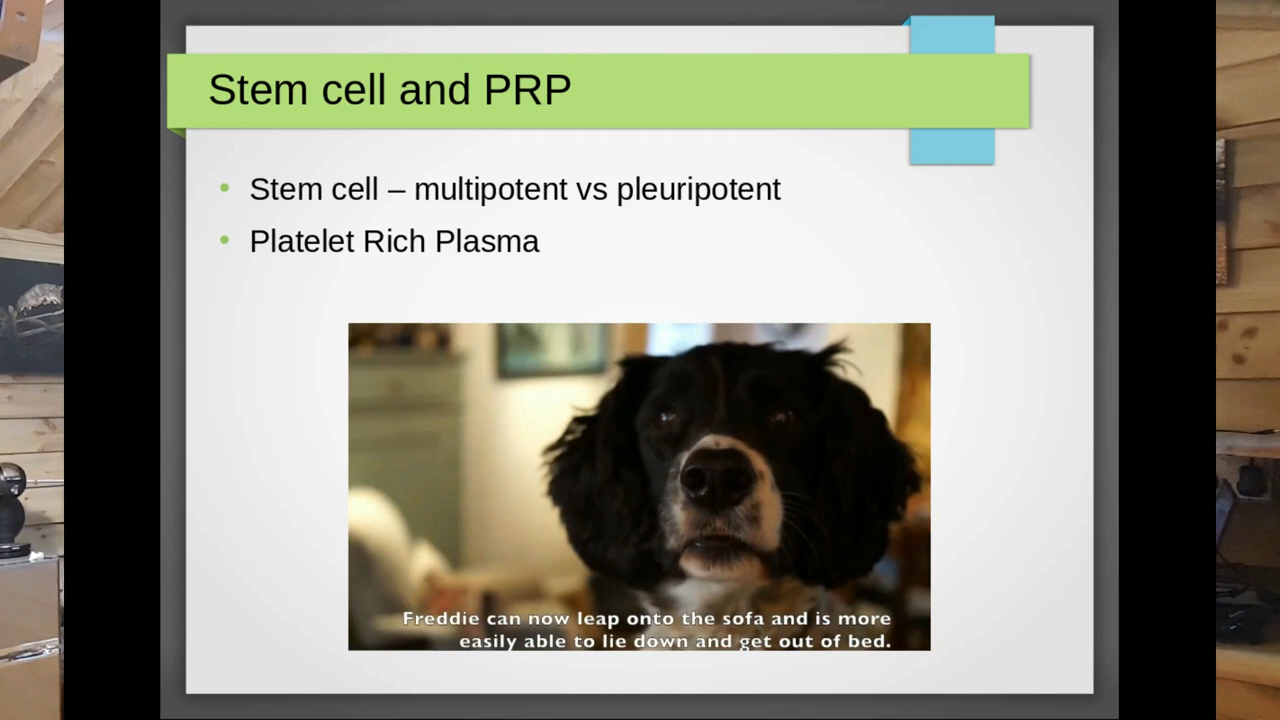 Stem cell and PRP
Stem cell – multipotent vs pleuripotent
Platelet Rich Plasma
Freddie can now leap onto the sofa and is more
easily able to lie down and get out of bed.